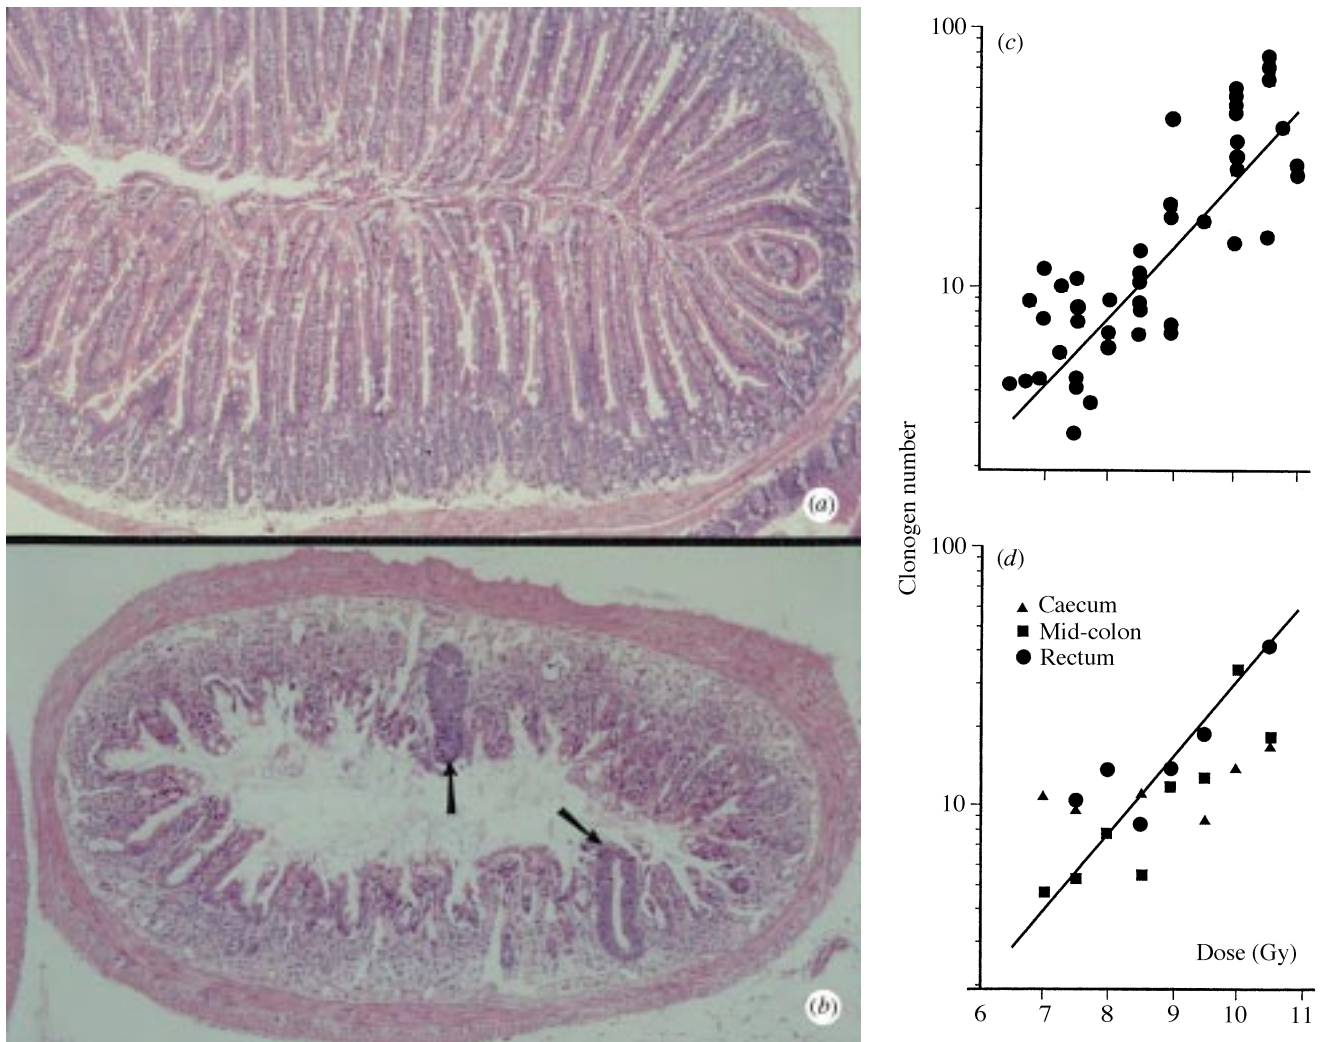 (a)
(b)
Clonogen number
100
(c)
10
100
(d)
Caecum
Mid-colon
Rectum
10
Dose (Gy)
6 7 8 9 10 11